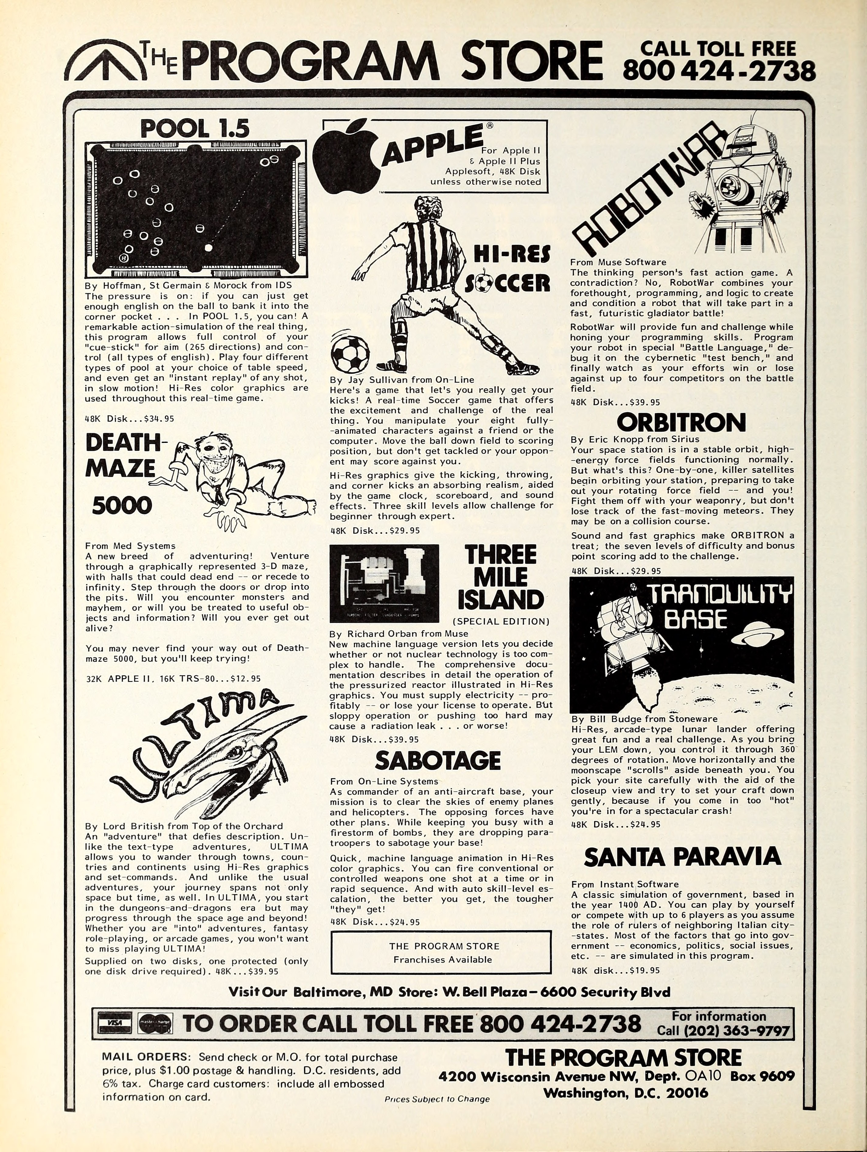 THE PROGRAM STORE
CALL TOLL FREE
800 424-2738
POOL 1.5
By Hoffman, St Germain & Morock from IDS
The pressure is on: if you can just get
enough english on the ball to bank it into the
corner pocket . . . In POOL 1.5, you can! A
remarkable action-simulation of the real thing,
this program allows full control of your
"cue-stick" for aim (265 directions) and con-
trol (all types of english). Play four different
types of pool at your choice of table speed,
and even get an "instant replay" of any shot,
in slow motion! Hi-Res color graphics are
used throughout this real-time game.
48K Disk...$34.95
DEATH-
MAZE
5000
From Med Systems
A new breed of adventuring! Venture
through a graphically represented 3-D maze,
with halls that could dead end -- or recede to
infinity. Step through the doors or drop into
the pits. Will you encounter monsters and
mayhem, or will you be treated to useful ob-
jects and information? Will you ever get out
alive?
You may never find your way out of Death-
maze 5000, but you'll keep trying!
32K APPLE II, 16K TRS-80...$12.95
ULTIMA
By Lord British from Top of the Orchard
An "adventure" that defies description. Un-
like the text-type adventures, ULTIMA
allows you to wander through towns, coun-
tries and continents using Hi-Res graphics
and set-commands. And unlike the usual
adventures, your journey spans not only
space but time, as well. In ULTIMA, you start
in the dungeons-and-dragons era but may
progress through the space age and beyond!
Whether you are "into" adventures, fantasy
role-playing, or arcade games, you won't want
to miss playing ULTIMA!
Supplied on two disks, one protected (only
one disk drive required). 48K...$39.95
APPLE®
For Apple II
& Apple II Plus
Applesoft, 48K Disk
unless otherwise noted
HI-RES
SOCCER
By Jay Sullivan from On-Line
Here's a game that let's you really get your
kicks! A real-time Soccer game that offers
the excitement and challenge of the real
thing. You manipulate your eight fully-
-animated characters against a friend or the
computer. Move the ball down field to scoring
position, but don't get tackled or your oppon-
ent may score against you.
Hi-Res graphics give the kicking, throwing,
and corner kicks an absorbing realism, aided
by the game clock, scoreboard, and sound
effects. Three skill levels allow challenge for
beginner through expert.
48K Disk...$29.95
THREE
MILE
ISLAND
(SPECIAL EDITION)
By Richard Orban from Muse
New machine language version lets you decide
whether or not nuclear technology is too com-
plex to handle. The comprehensive docu-
mentation describes in detail the operation of
the pressurized reactor illustrated in Hi-Res
graphics. You must supply electricity -- pro-
fitably -- or lose your license to operate. But
sloppy operation or pushing too hard may
cause a radiation leak . . . or worse!
48K Disk...$39.95
SABOTAGE
From On-Line Systems
As commander of an anti-aircraft base, your
mission is to clear the skies of enemy planes
and helicopters. The opposing forces have
other plans. While keeping you busy with a
firestorm of bombs, they are dropping para-
troopers to sabotage your base!
Quick, machine language animation in Hi-Res
color graphics. You can fire conventional or
controlled weapons one shot at a time or in
rapid sequence. And with auto skill-level es-
calation, the better you get, the tougher
"they" get!
48K Disk...$24.95
THE PROGRAM STORE
Franchises Available
ROBOTWAR
From Muse Software
The thinking person's fast action game. A
contradiction? No, RobotWar combines your
forethought, programming, and logic to create
and condition a robot that will take part in a
fast, futuristic gladiator battle!
RobotWar will provide fun and challenge while
honing your programming skills. Program
your robot in special "Battle Language," de-
bug it on the cybernetic "test bench," and
finally watch as your efforts win or lose
against up to four competitors on the battle
field.
48K Disk...$39.95
ORBITRON
By Eric Knopp from Sirius
Your space station is in a stable orbit, high-
-energy force fields functioning normally.
But what's this? One-by-one, killer satellites
begin orbiting your station, preparing to take
out your rotating force field -- and you!
Fight them off with your weaponry, but don't
lose track of the fast-moving meteors. They
may be on a collision course.
Sound and fast graphics make ORBITRON a
treat; the seven levels of difficulty and bonus
point scoring add to the challenge.
48K Disk...$29.95
TRANQUILITY
BASE
By Bill Budge from Stoneware
Hi-Res, arcade-type lunar lander offering
great fun and a real challenge. As you bring
your LEM down, you control it through 360
degrees of rotation. Move horizontally and the
moonscape "scrolls" aside beneath you. You
pick your site carefully with the aid of the
closeup view and try to set your craft down
gently, because if you come in too "hot"
you're in for a spectacular crash!
48K Disk...$24.95
SANTA PARAVIA
From Instant Software
A classic simulation of government, based in
the year 1400 AD. You can play by yourself
or compete with up to 6 players as you assume
the role of rulers of neighboring Italian city-
-states. Most of the factors that go into gov-
ernment -- economics, politics, social issues,
etc. -- are simulated in this program.
48K disk...$19.95
Visit Our Baltimore, MD Store: W. Bell Plaza – 6600 Security Blvd
VISA
master charge
TO ORDER CALL TOLL FREE 800 424-2738
For information
Call (202) 363-9797
MAIL ORDERS: Send check or M.O. for total purchase
price, plus $1.00 postage & handling. D.C. residents, add
6% tax. Charge card customers: include all embossed
information on card.
Prices Subject to Change
THE PROGRAM STORE
4200 Wisconsin Avenue NW, Dept. OA10 Box 9609
Washington, D.C. 20016